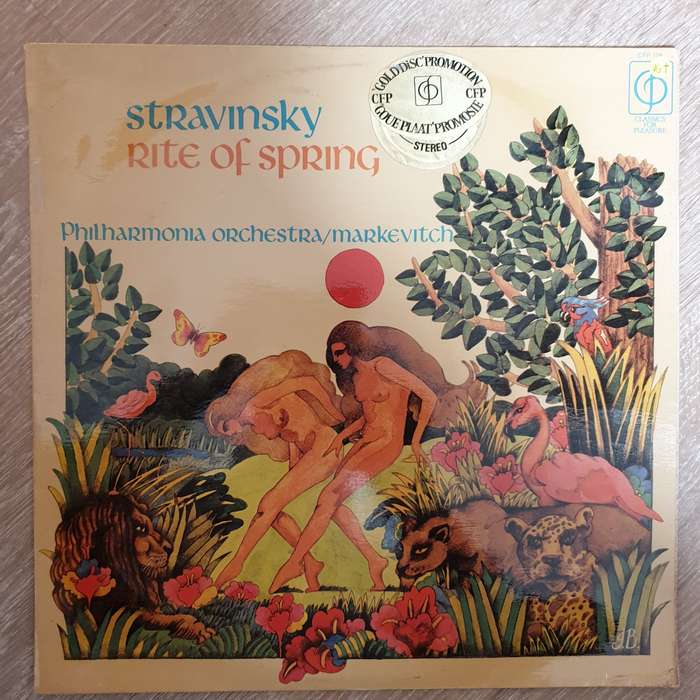 STRAVINSKY
RITE OF SPRING
PHILHARMONIA ORCHESTRA/MARKEVITCH
'GOLD DISC' PROMOTION
CFP CFP
'GOUE PLAAT' PROMOSIE
STEREO
CLASSICS
FOR
PLEASURE
J.B.